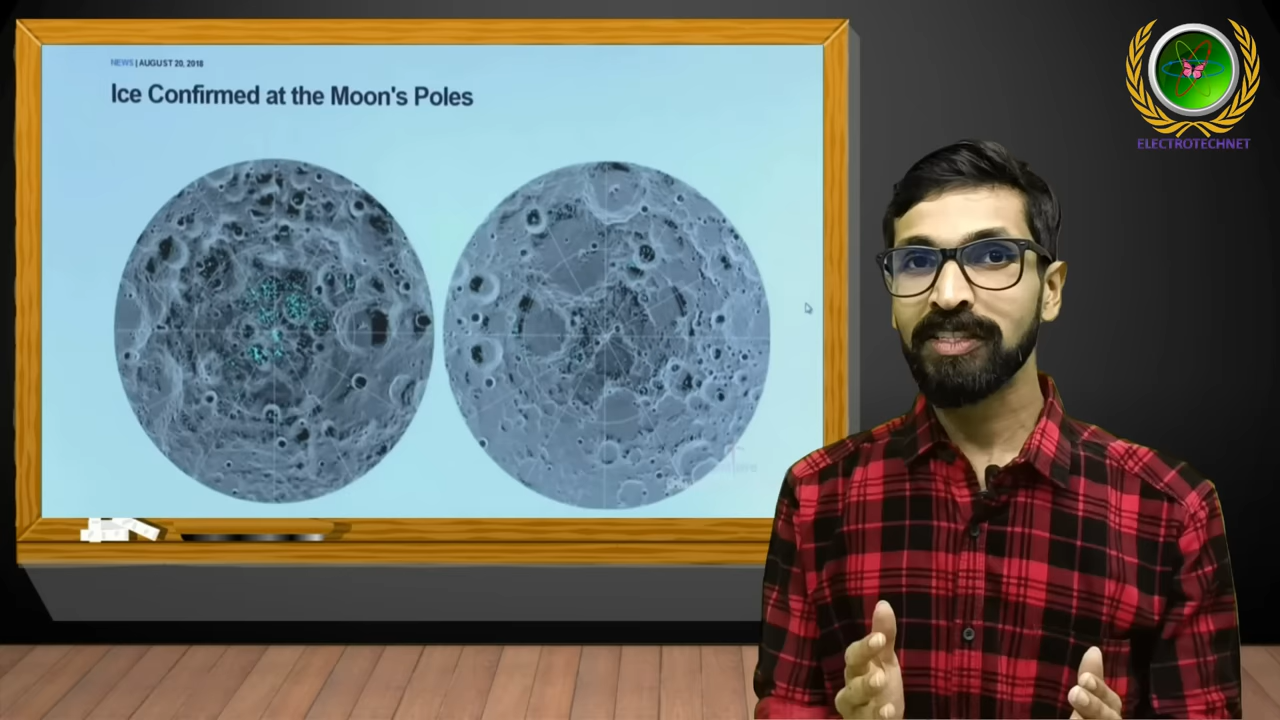 NEWS | AUGUST 20, 2018
Ice Confirmed at the Moon's Poles
ELECTROTECHNET